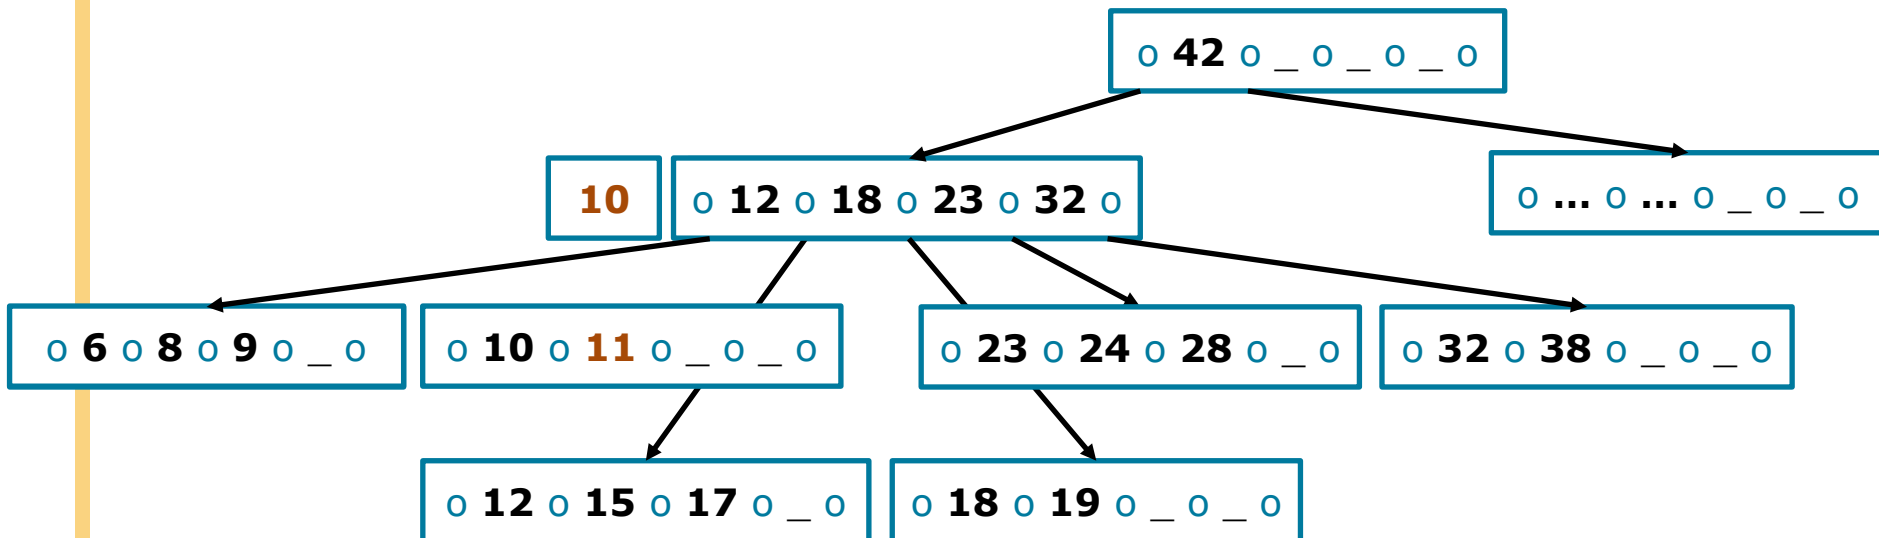 o 42 o _ o _ o _ o
10 o 12 o 18 o 23 o 32 o
o ... o ... o _ o _ o
o 6 o 8 o 9 o _ o
o 10 o 11 o _ o _ o
o 23 o 24 o 28 o _ o
o 32 o 38 o _ o _ o
o 12 o 15 o 17 o _ o
o 18 o 19 o _ o _ o